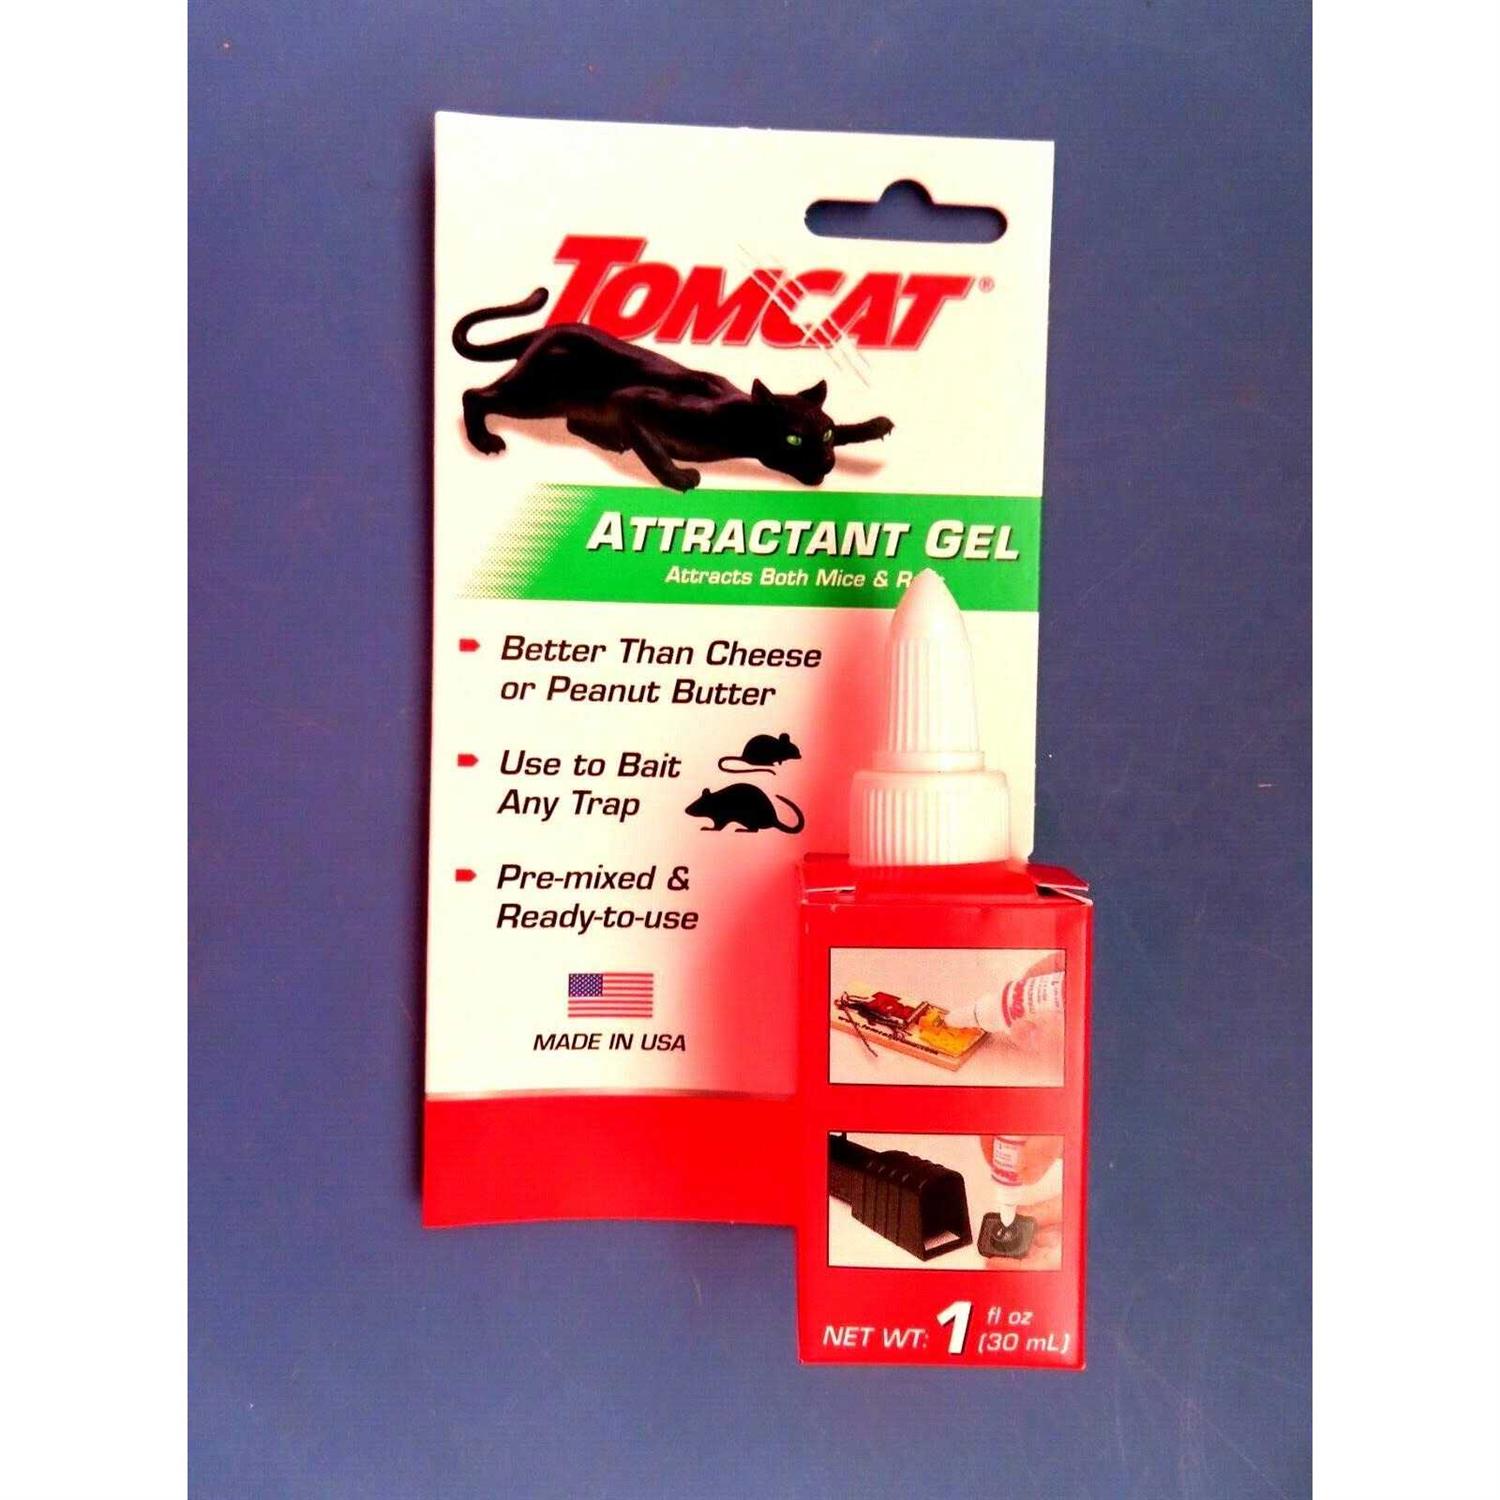 TOMCAT®
ATTRACTANT GEL
Attracts Both Mice &
Better Than Cheese
or Peanut Butter
Use to Bait
Any Trap
Pre-mixed &
Ready-to-use
MADE IN USA
NET WT: 1 fl oz
(30 mL)